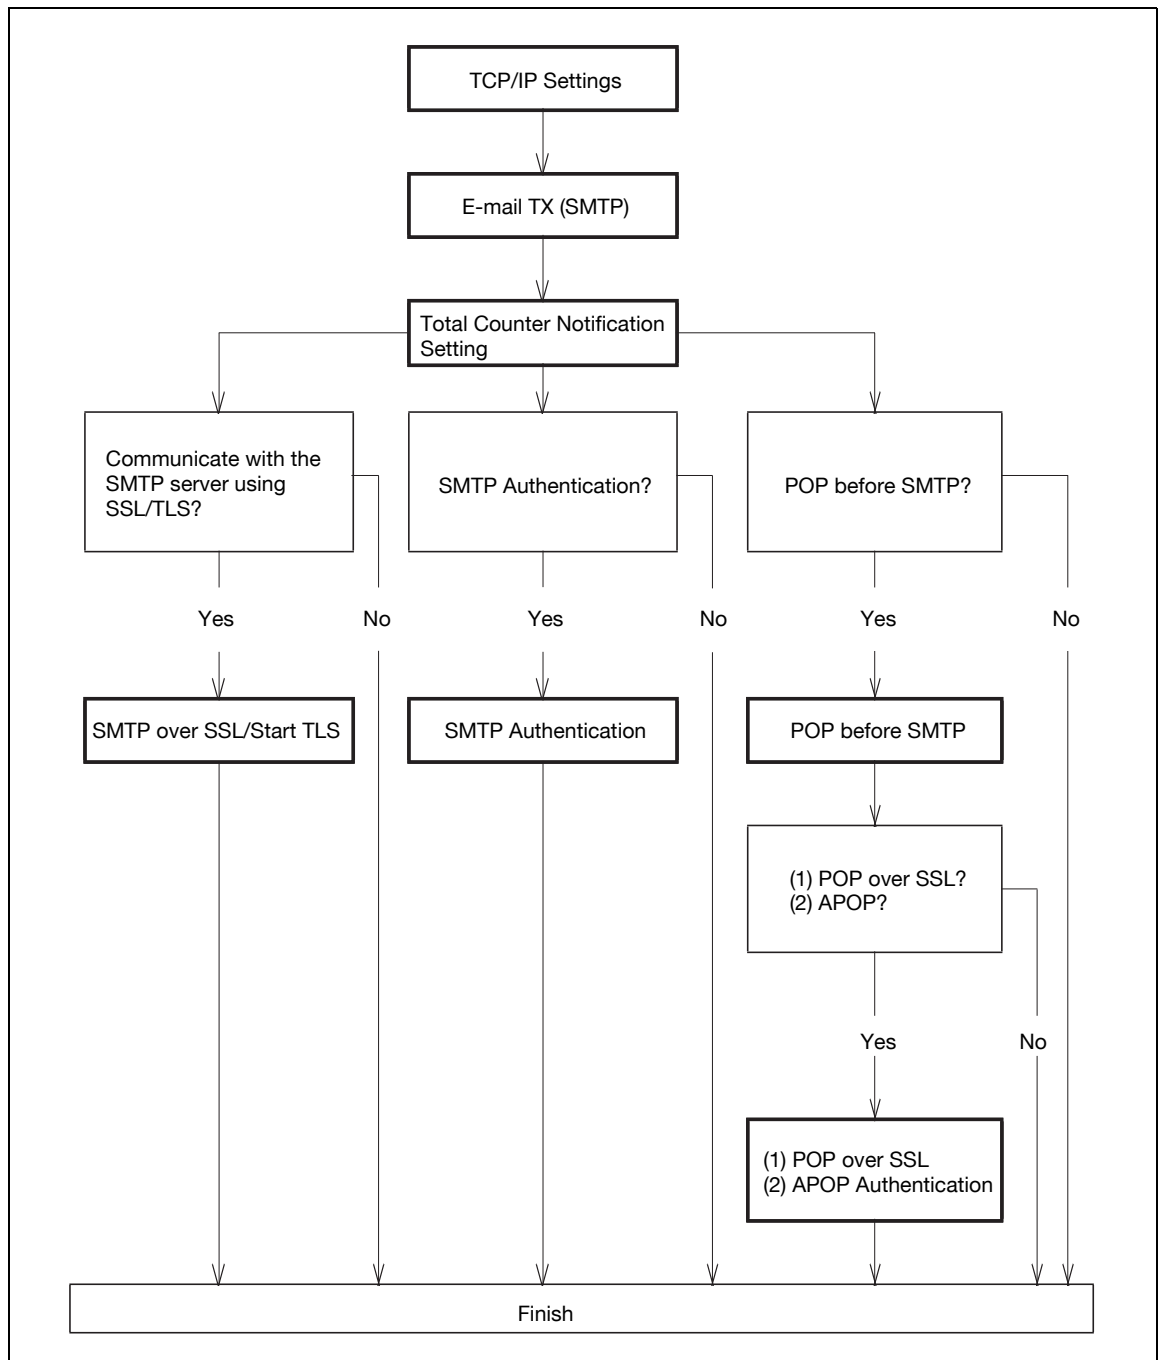 TCP/IP Settings
E-mail TX (SMTP)
Total Counter Notification
Setting
Communicate with the
SMTP server using
SSL/TLS?
SMTP Authentication?
POP before SMTP?
Yes
No
Yes
No
Yes
No
SMTP over SSL/Start TLS
SMTP Authentication
POP before SMTP
(1) POP over SSL?
(2) APOP?
Yes
No
(1) POP over SSL
(2) APOP Authentication
Finish